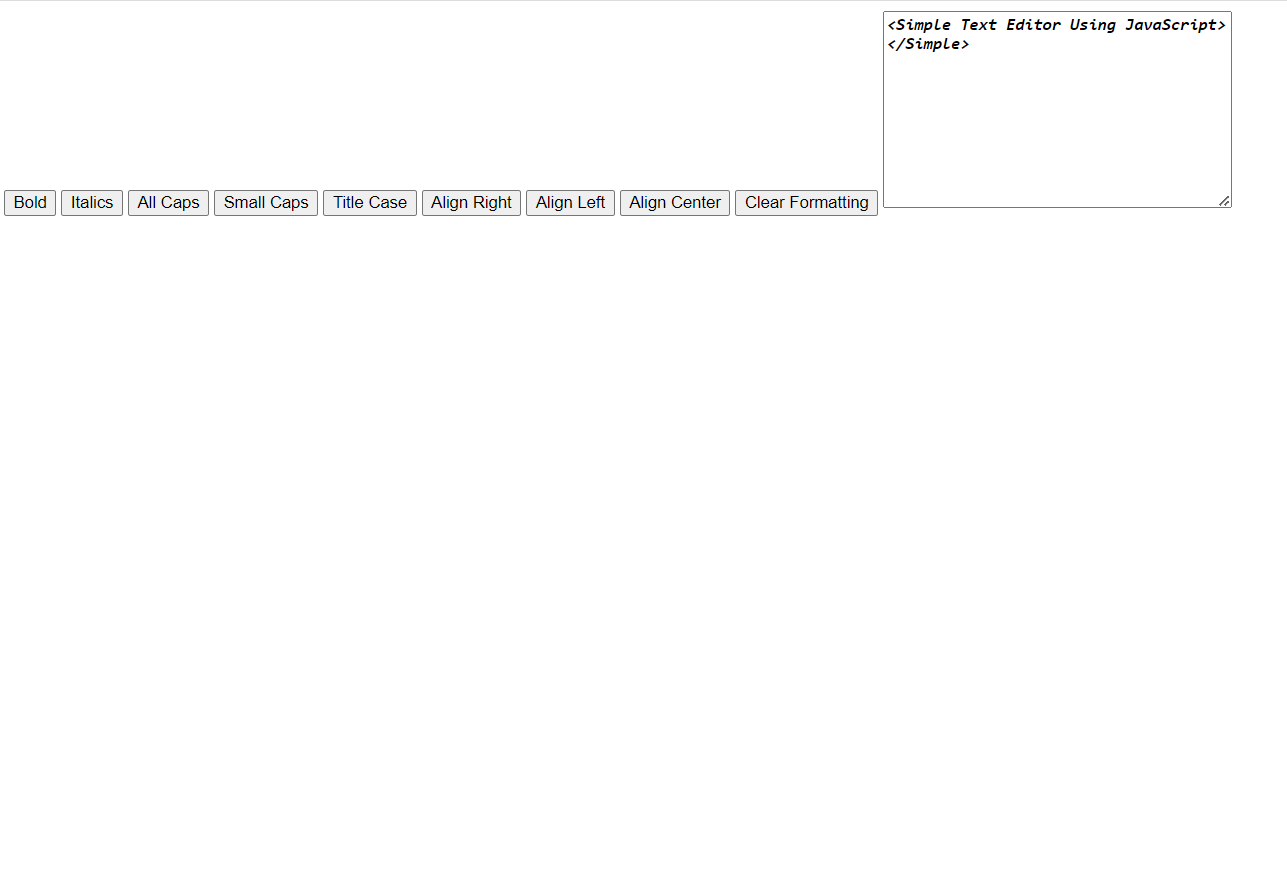 <Simple Text Editor Using JavaScript>
</Simple>
Bold Italics All Caps Small Caps Title Case Align Right Align Left Align Center Clear Formatting